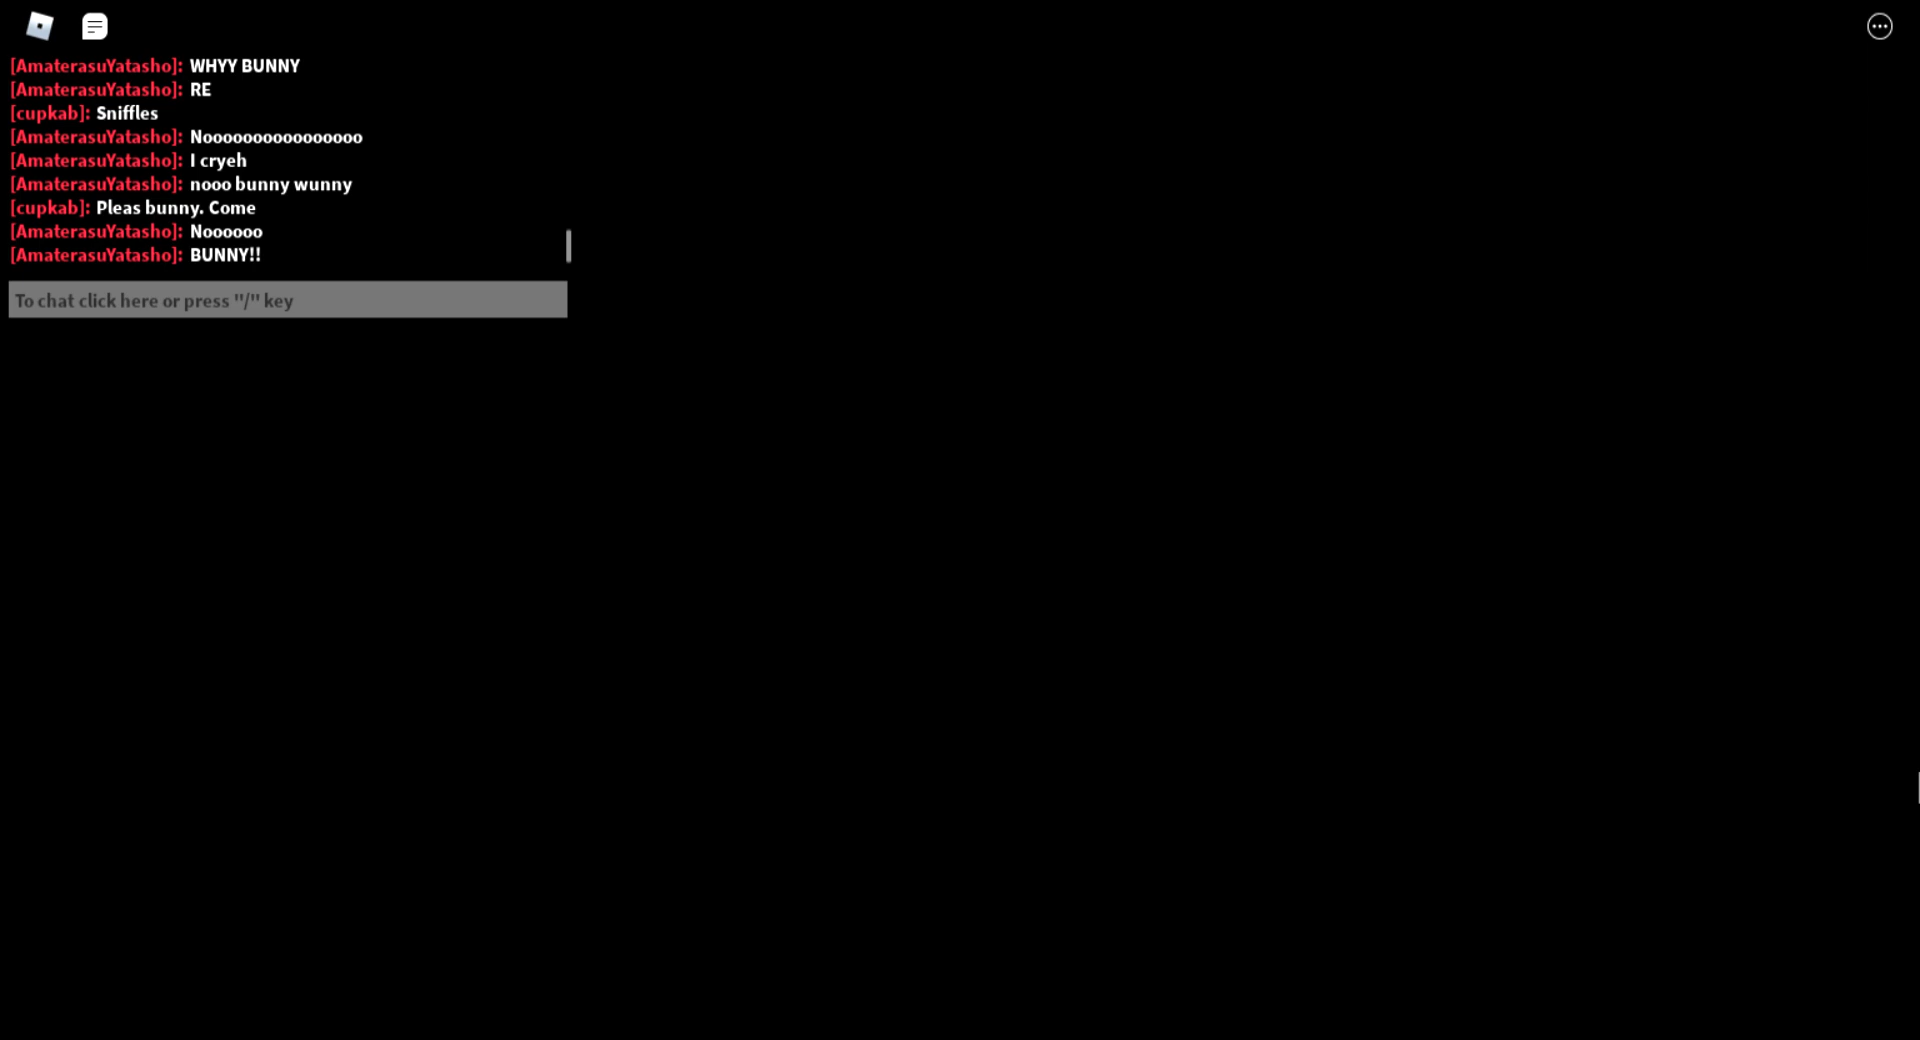 [AmaterasuYatasho]: WHYY BUNNY
[AmaterasuYatasho]: RE
[cupkab]: Sniffles
[AmaterasuYatasho]: Noooooooooooooooo
[AmaterasuYatasho]: I cryeh
[AmaterasuYatasho]: nooo bunny wunny
[cupkab]: Pleas bunny. Come
[AmaterasuYatasho]: Noooooo
[AmaterasuYatasho]: BUNNY!!
To chat click here or press "/" key